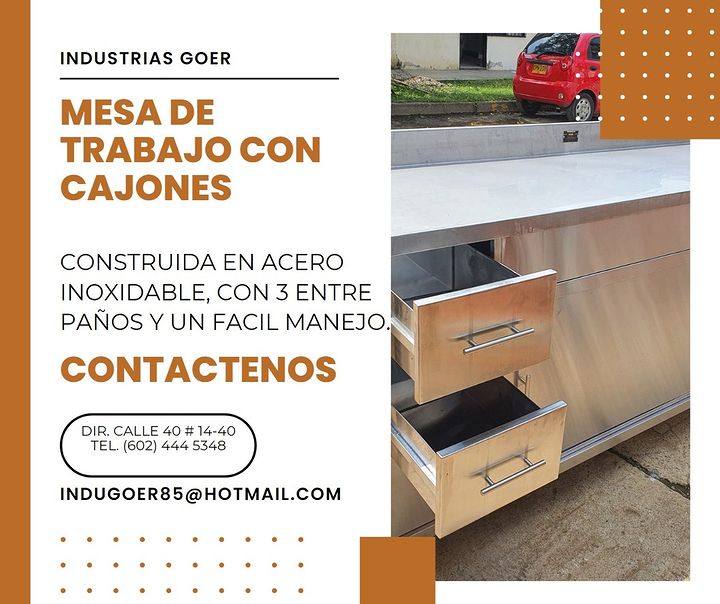 INDUSTRIAS GOER
MESA DE
TRABAJO CON
CAJONES
CONSTRUIDA EN ACERO
INOXIDABLE, CON 3 ENTRE
PAÑOS Y UN FACIL MANEJO.
CONTACTENOS
DIR. CALLE 40 # 14-40
TEL. (602) 444 5348
INDUGOER85@HOTMAIL.COM